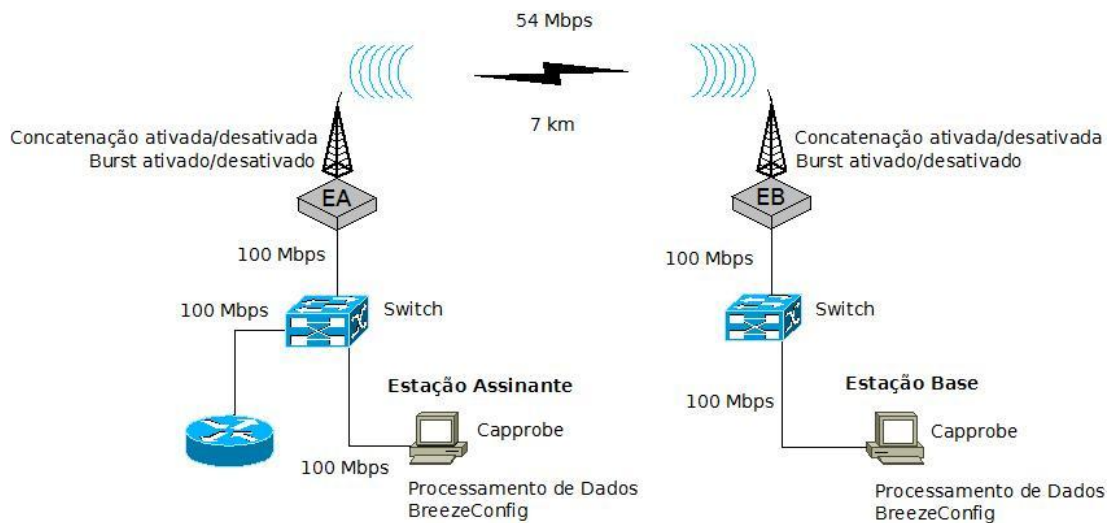 54 Mbps
7 km
Concatenação ativada/desativada
Burst ativado/desativado
Concatenação ativada/desativada
Burst ativado/desativado
EA
EB
100 Mbps
100 Mbps
100 Mbps
Switch
Switch
Estação Assinante
Estação Base
100 Mbps
Capprobe
Capprobe
100 Mbps
Processamento de Dados
BreezeConfig
Processamento de Dados
BreezeConfig